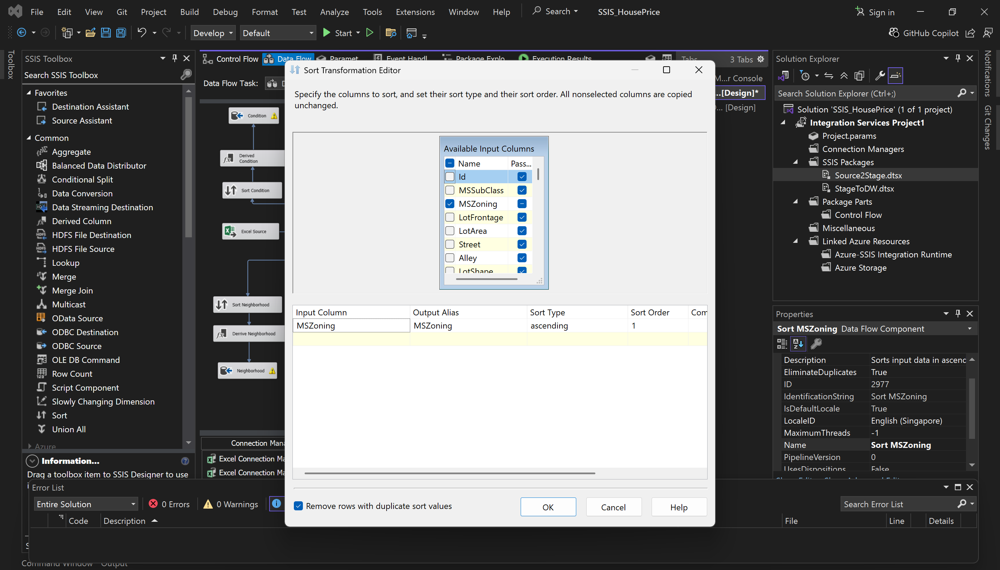 File Edit View Git Project Build Debug Format Test Analyze Tools Extensions Window Help Search SSIS_HousePrice Sign in
Develop Default Start GitHub Copilot
Toolbox
SSIS Toolbox
Search SSIS Toolbox
Favorites
Destination Assistant
Source Assistant
Common
Aggregate
Balanced Data Distributor
Conditional Split
Data Conversion
Data Streaming Destination
Derived Column
HDFS File Destination
HDFS File Source
Lookup
Merge
Merge Join
Multicast
OData Source
ODBC Destination
ODBC Source
OLE DB Command
Row Count
Script Component
Slowly Changing Dimension
Sort
Union All
Azure
Information...
Drag a toolbox item to SSIS Designer to use
Control Flow Data Flow Paramet Event Handl Package Explo Execution Results Tabs 3 Tabs
Data Flow Task:
M...r Console
...[Design]*
... [Design]
Condition
Derived
Condition
Sort Condition
Excel Source
Sort Neighborhood
Derrive Neighborhood
Neighborhood
Connection Mana
Excel Connection Ma
Excel Connection Ma
Sort Transformation Editor
Specify the columns to sort, and set their sort type and their sort order. All nonselected columns are copied
unchanged.
Available Input Columns
Name Pass...
Id
MSSubClass
MSZoning
LotFrontage
LotArea
Street
Alley
LotShape
Input Column Output Alias Sort Type Sort Order Com
MSZoning MSZoning ascending 1
Remove rows with duplicate sort values
OK Cancel Help
Solution Explorer
Search Solution Explorer (Ctrl+;)
Solution 'SSIS_HousePrice' (1 of 1 project)
Integration Services Project1
Project.params
Connection Managers
SSIS Packages
Source2Stage.dtsx
StageToDW.dtsx
Package Parts
Control Flow
Miscellaneous
Linked Azure Resources
Azure-SSIS Integration Runtime
Azure Storage
Notifications
Git Changes
Properties
Sort MSZoning Data Flow Component
Description Sorts input data in ascend
EliminateDuplicates True
ID 2977
IdentificationString Sort MSZoning
IsDefaultLocale True
LocaleID English (Singapore)
MaximumThreads -1
Name Sort MSZoning
PipelineVersion 0
UsesDispositions False
Error List
Entire Solution 0 Errors 0 Warnings Search Error List
Code Description File Line Details
Command Window Output